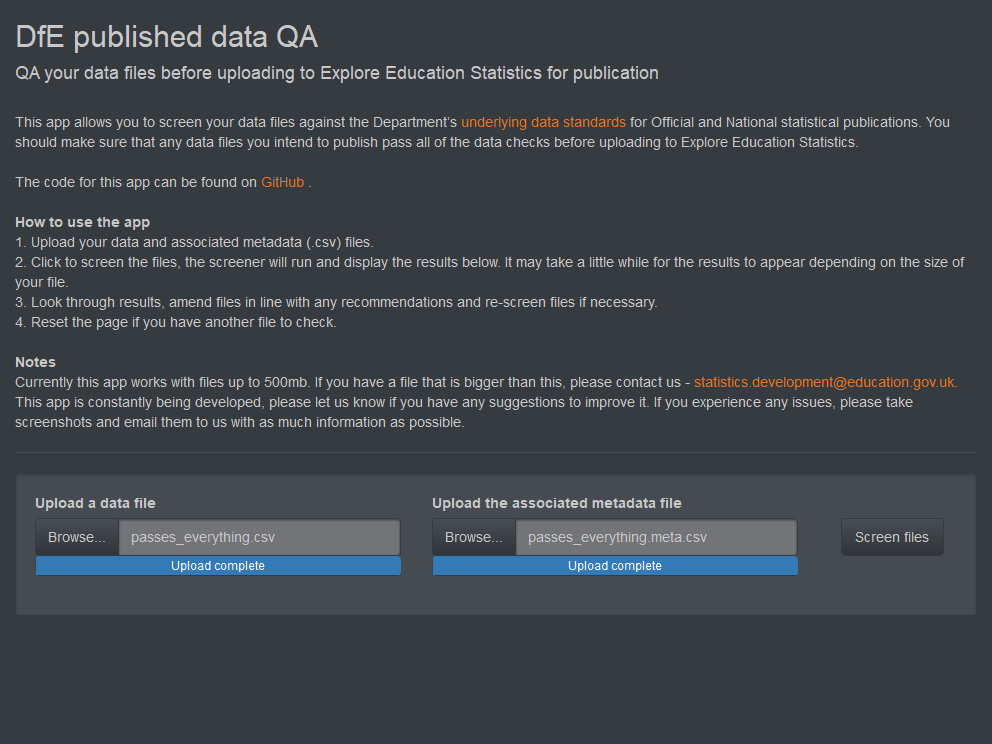 DfE published data QA
QA your data files before uploading to Explore Education Statistics for publication
This app allows you to screen your data files against the Department's underlying data standards for Official and National statistical publications. You
should make sure that any data files you intend to publish pass all of the data checks before uploading to Explore Education Statistics.
The code for this app can be found on GitHub .
How to use the app
1. Upload your data and associated metadata (.csv) files.
2. Click to screen the files, the screener will run and display the results below. It may take a little while for the results to appear depending on the size of
your file.
3. Look through results, amend files in line with any recommendations and re-screen files if necessary.
4. Reset the page if you have another file to check.
Notes
Currently this app works with files up to 500mb. If you have a file that is bigger than this, please contact us - statistics.development@education.gov.uk.
This app is constantly being developed, please let us know if you have any suggestions to improve it. If you experience any issues, please take
screenshots and email them to us with as much information as possible.
Upload a data file Upload the associated metadata file
Browse... passes_everything.csv Browse... passes_everything.meta.csv Screen files
Upload complete Upload complete